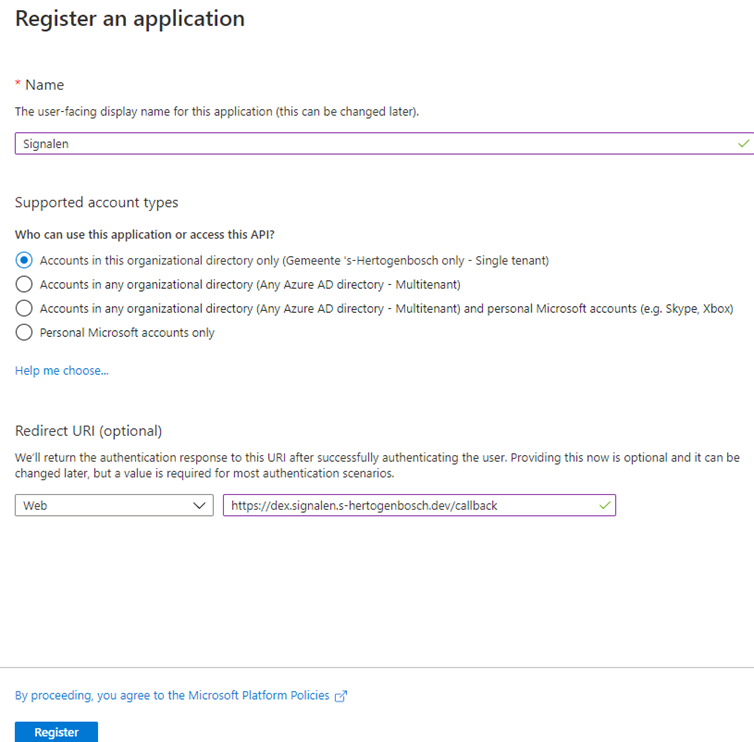 Register an application
* Name
The user-facing display name for this application (this can be changed later).
Signalen
Supported account types
Who can use this application or access this API?
Accounts in this organizational directory only (Gemeente 's-Hertogenbosch only - Single tenant)
Accounts in any organizational directory (Any Azure AD directory - Multitenant)
Accounts in any organizational directory (Any Azure AD directory - Multitenant) and personal Microsoft accounts (e.g. Skype, Xbox)
Personal Microsoft accounts only
Help me choose...
Redirect URI (optional)
We'll return the authentication response to this URI after successfully authenticating the user. Providing this now is optional and it can be
changed later, but a value is required for most authentication scenarios.
Web https://dex.signalen.s-hertogenbosch.dev/callback
By proceeding, you agree to the Microsoft Platform Policies
Register